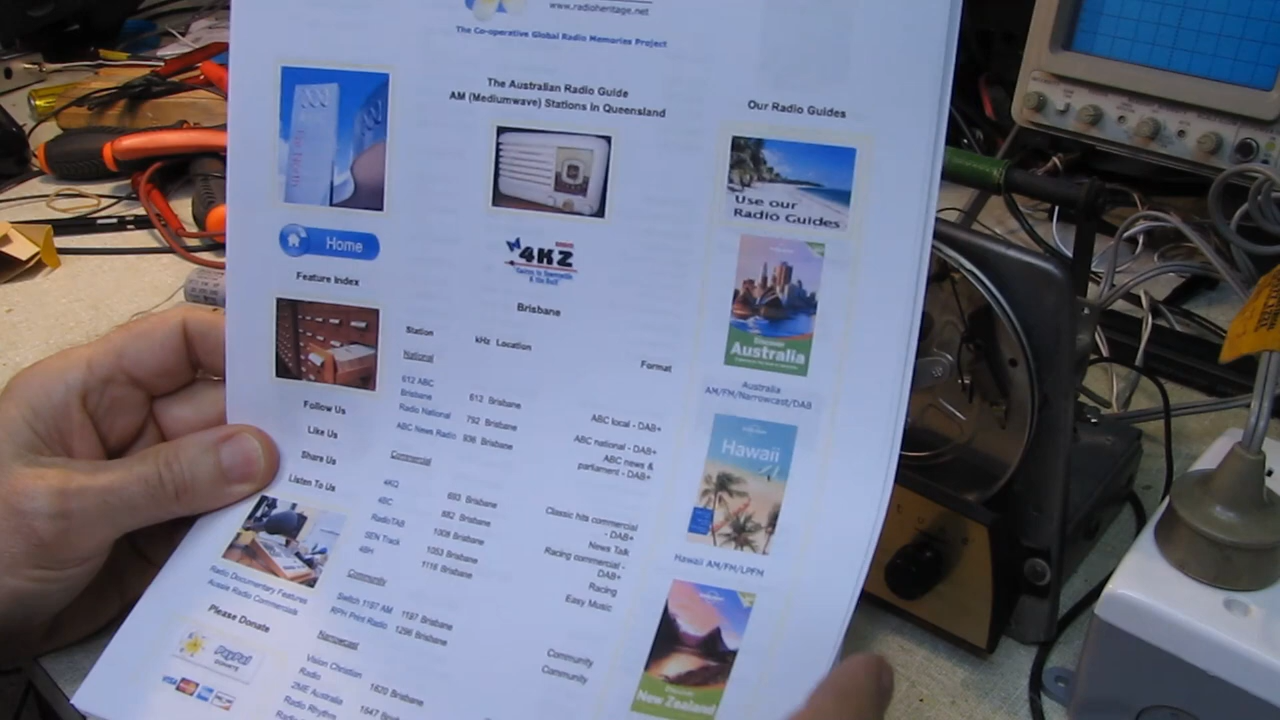 www.radioheritage.net
The Co-operative Global Radio Memories Project
The Australian Radio Guide
AM (Mediumwave) Stations in Queensland
Our Radio Guides
Use our
Radio Guides
Home
Feature Index
4KZ
Brisbane
Station
kHz Location
Format
National
612 ABC
Brisbane
612 Brisbane
ABC local - DAB+
Radio National
792 Brisbane
ABC national - DAB+
ABC News Radio
936 Brisbane
ABC news &
parliament - DAB+
Commercial
4KQ
693 Brisbane
Classic hits commercial
- DAB+
4BC
882 Brisbane
News Talk
RadioTAB
1008 Brisbane
Racing commercial -
DAB+
SEN Track
1053 Brisbane
Racing
4BH
1116 Brisbane
Easy Music
Community
Switch 1197 AM
1197 Brisbane
Community
RPH Print Radio
1296 Brisbane
Community
Narrowcast
Vision Christian
Radio
1620 Brisbane
2ME Australia
1647
Radio Rhythm
Follow Us
Like Us
Share Us
Listen To Us
Radio Documentary Features
Aussie Radio Commercials
Please Donate
PayPal
DONATE
Discover
Australia
Australia
AM/FM/Narrowcast/DAB
Hawaii
Hawaii AM/FM/LPFM
Discover
New Zealand